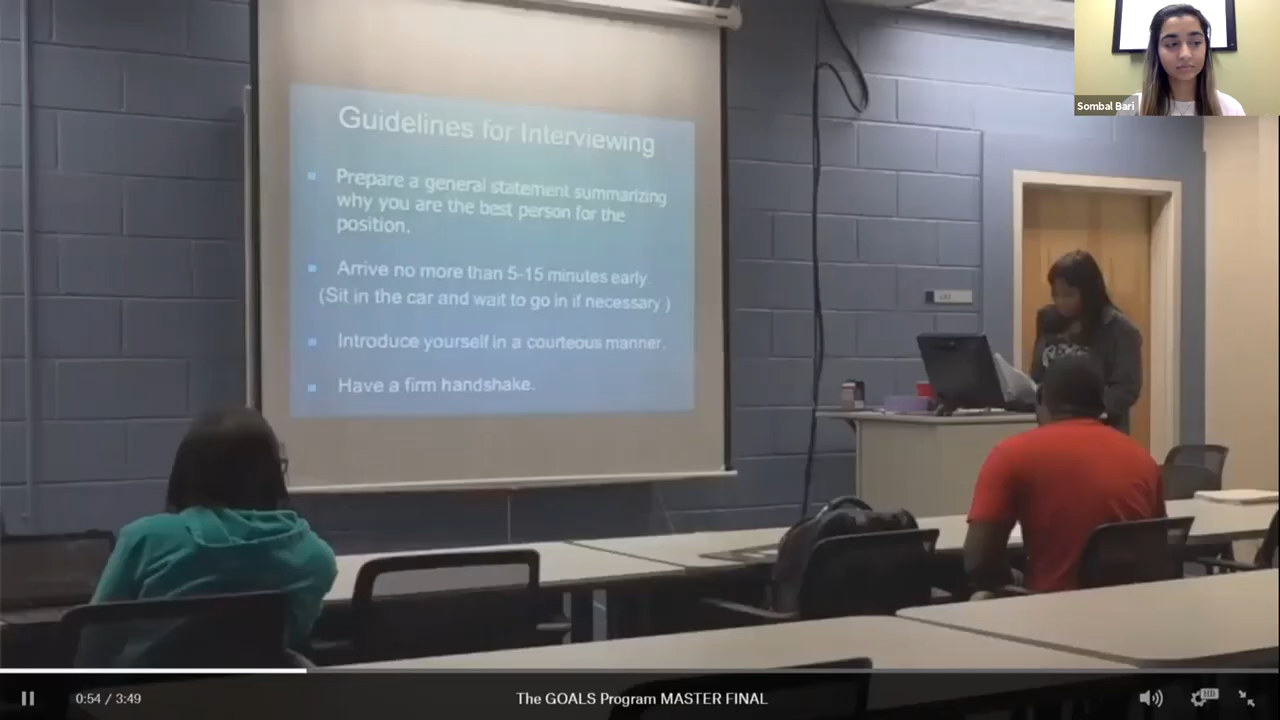 Sombal Bari
Guidelines for Interviewing
Prepare a general statement summarizing
why you are the best person for the
position.
Arrive no more than 5-15 minutes early.
(Sit in the car and wait to go in if necessary.)
Introduce yourself in a courteous manner.
Have a firm handshake.
0:54 / 3:49
The GOALS Program MASTER FINAL
HD